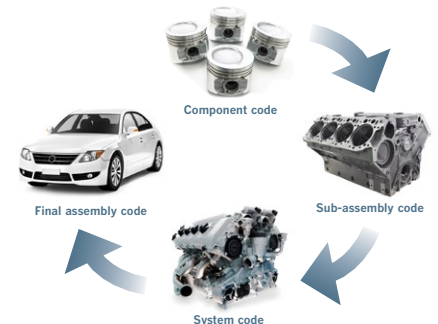 Component code
Sub-assembly code
System code
Final assembly code